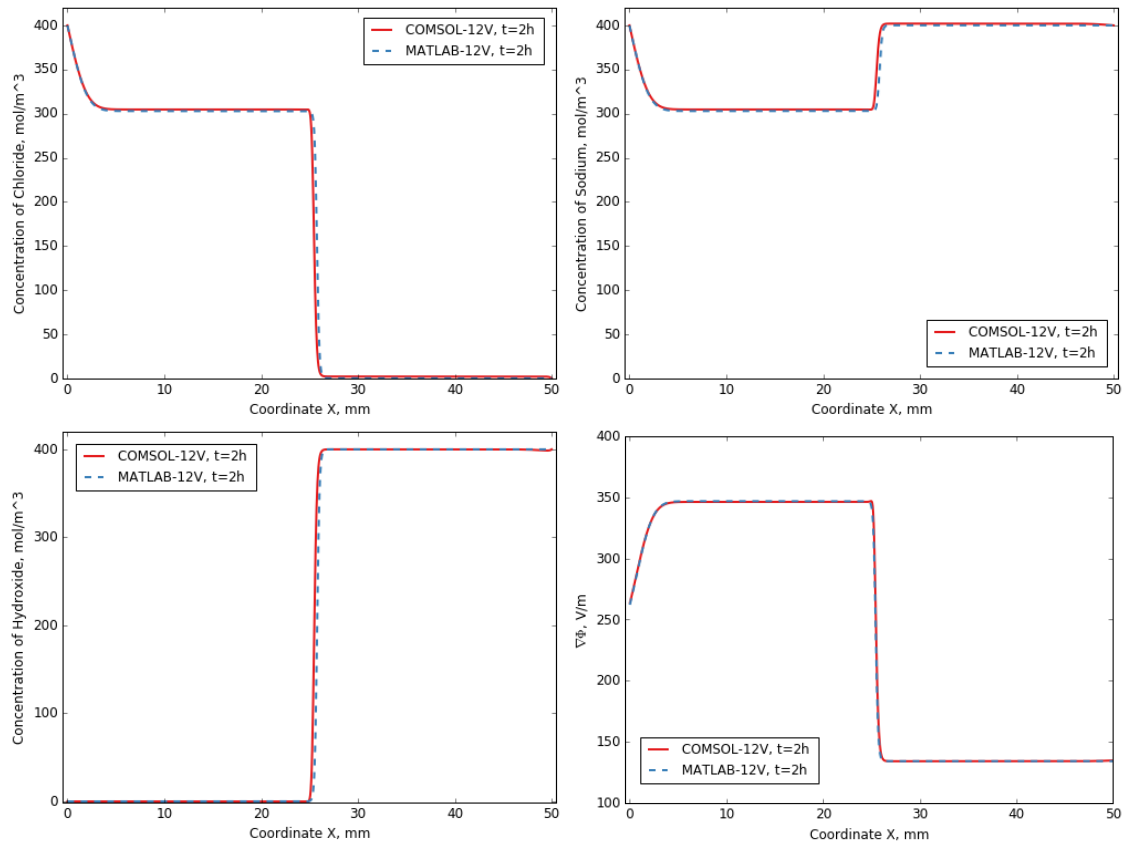 Concentration of Chloride, mol/m^3
400
350
300
250
200
150
100
50
0
COMSOL-12V, t=2h
MATLAB-12V, t=2h
0 10 20 30 40 50
Coordinate X, mm
Concentration of Sodium, mol/m^3
400
350
300
250
200
150
100
50
0
COMSOL-12V, t=2h
MATLAB-12V, t=2h
0 10 20 30 40 50
Coordinate X, mm
Concentration of Hydroxide, mol/m^3
400
300
200
100
0
COMSOL-12V, t=2h
MATLAB-12V, t=2h
0 10 20 30 40 50
Coordinate X, mm
∇Φ, V/m
400
350
300
250
200
150
100
COMSOL-12V, t=2h
MATLAB-12V, t=2h
0 10 20 30 40 50
Coordinate X, mm